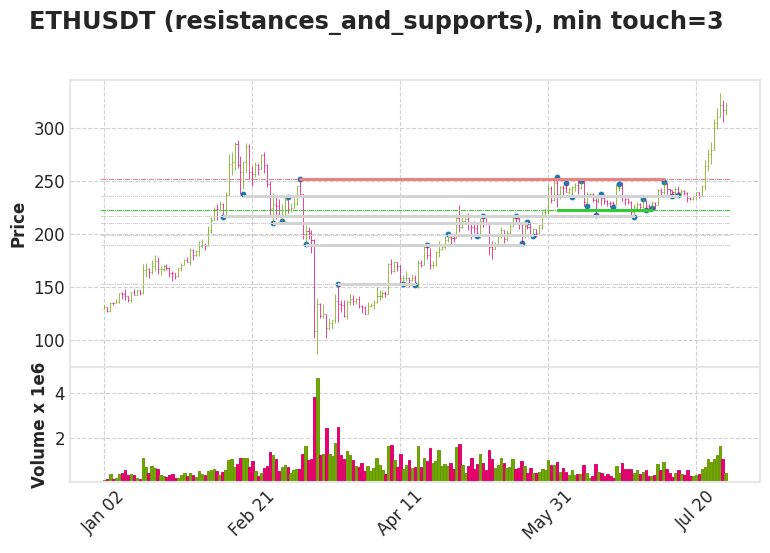 ETHUSDT (resistances_and_supports), min touch=3
Price
300
250
200
150
100
Volume x 1e6
4
2
Jan 02
Feb 21
Apr 11
May 31
Jul 20